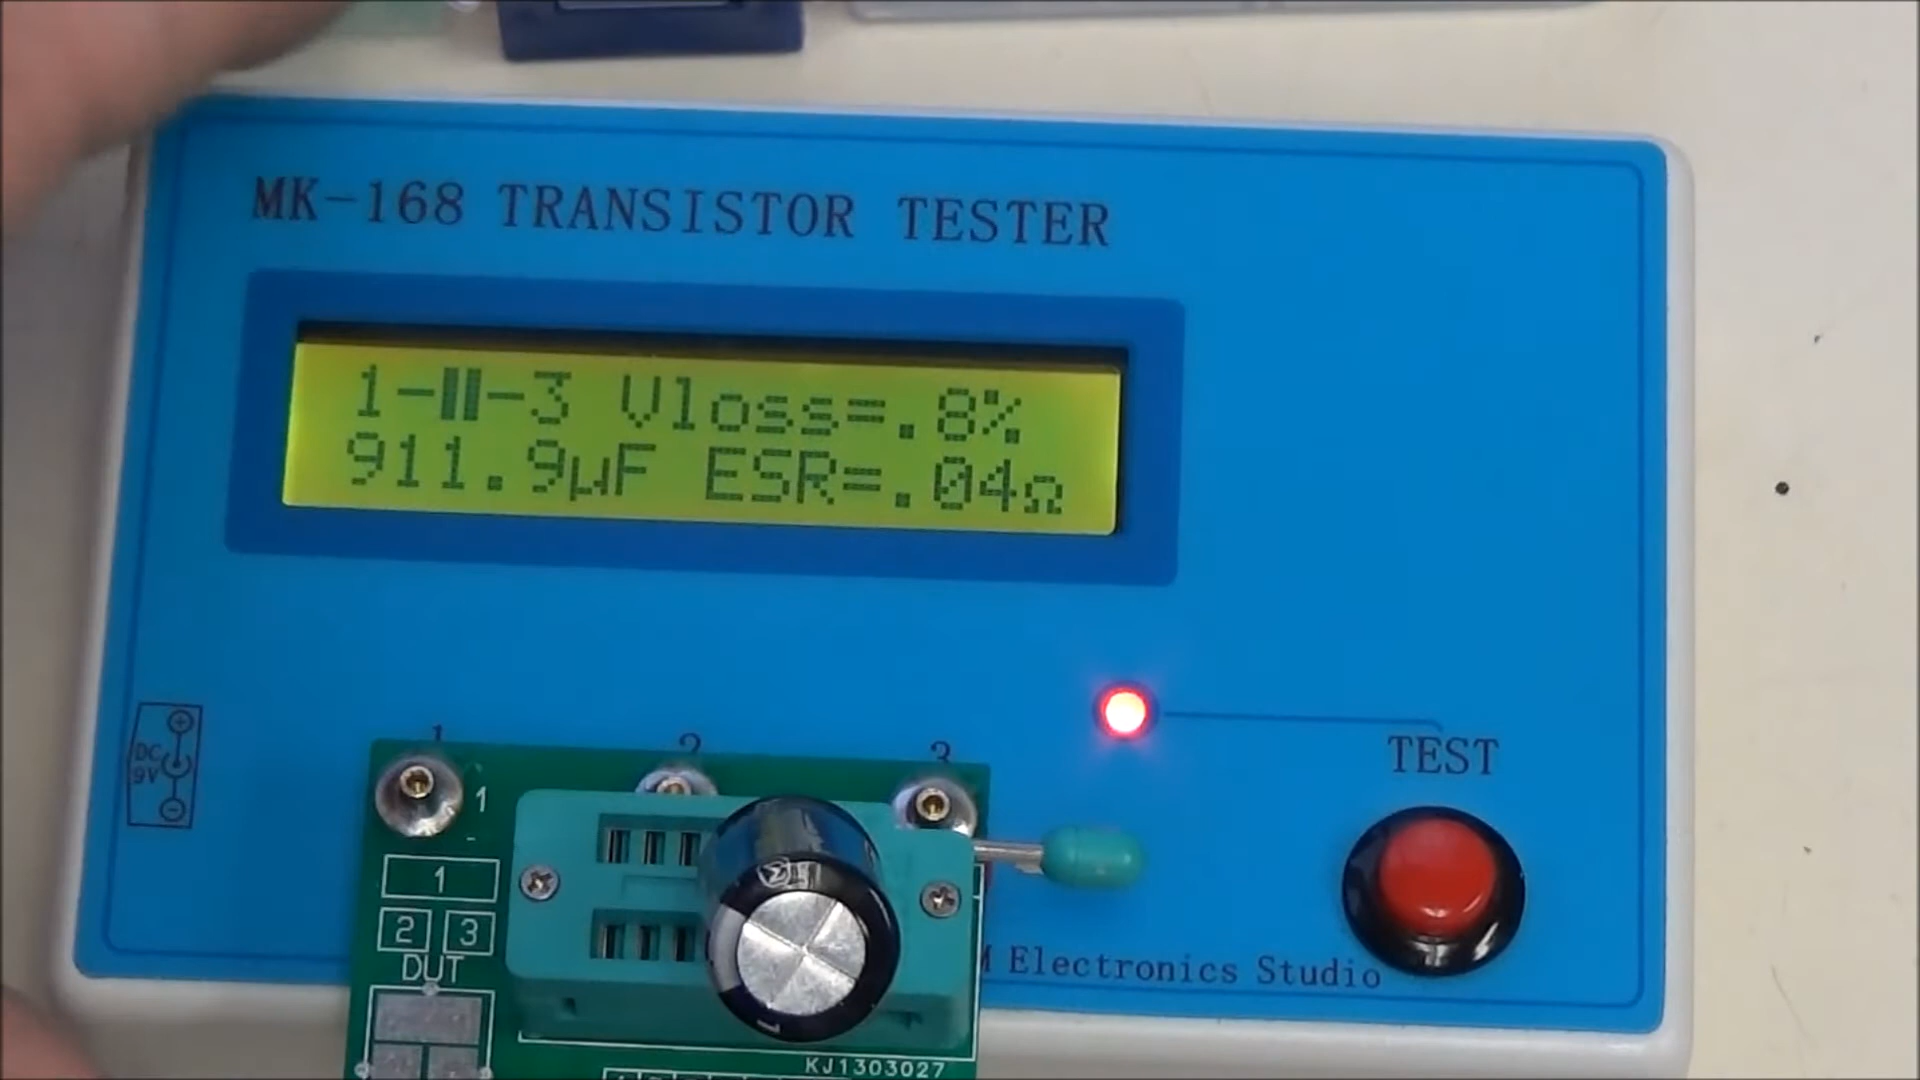 MK-168 TRANSISTOR TESTER
1-▮▮-3 Vloss=.8%
911.9µF ESR=.04Ω
DC
9V
1 2 3
TEST
1
1
2 3
DUT
M Electronics Studio
KJ1303027